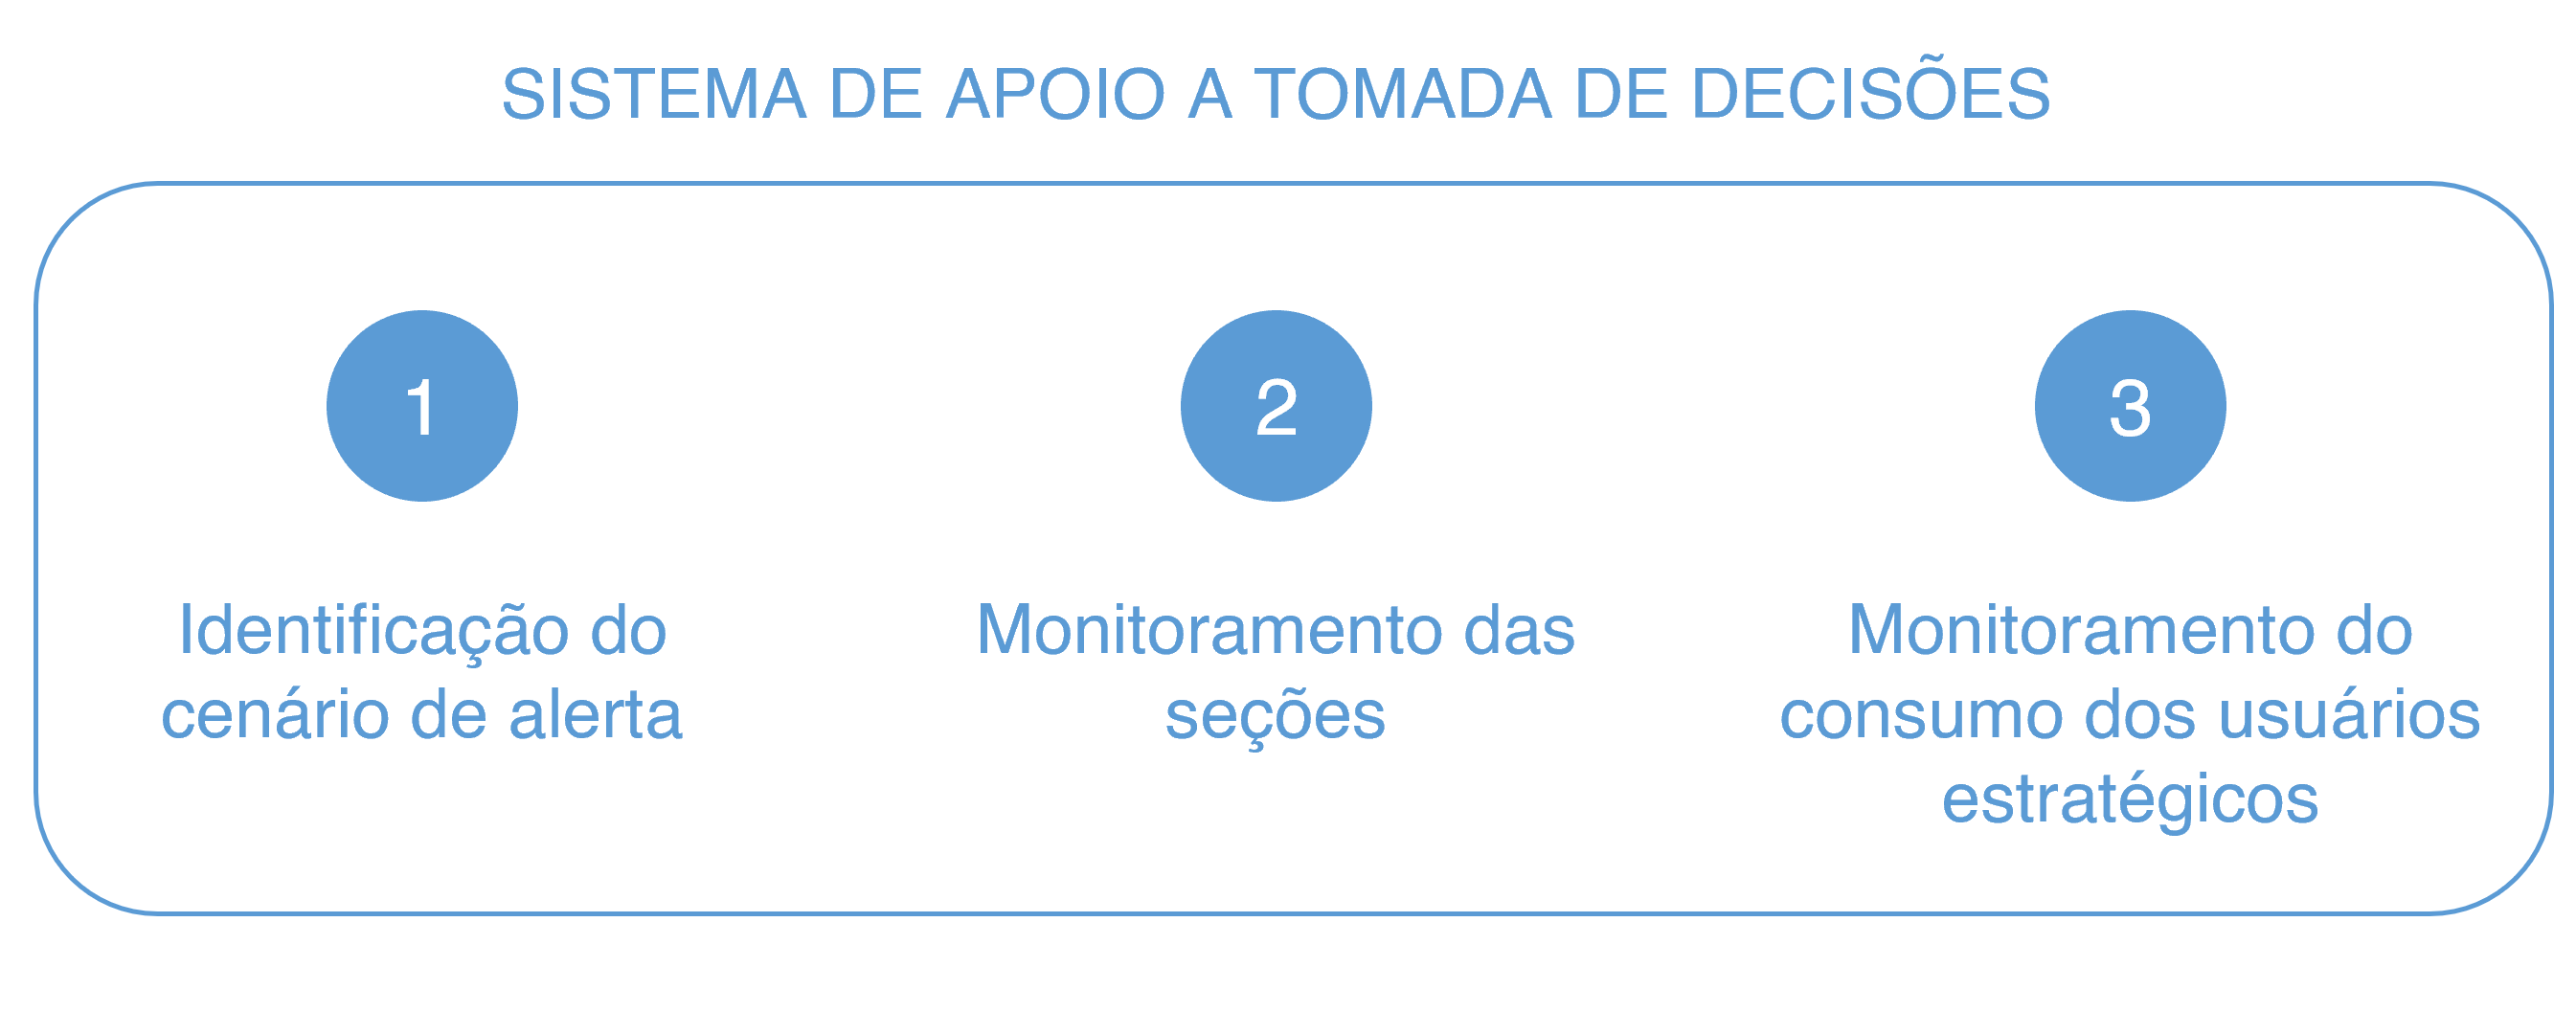 SISTEMA DE APOIO A TOMADA DE DECISÕES
1
2
3
Identificação do
cenário de alerta
Monitoramento das
seções
Monitoramento do
consumo dos usuários
estratégicos